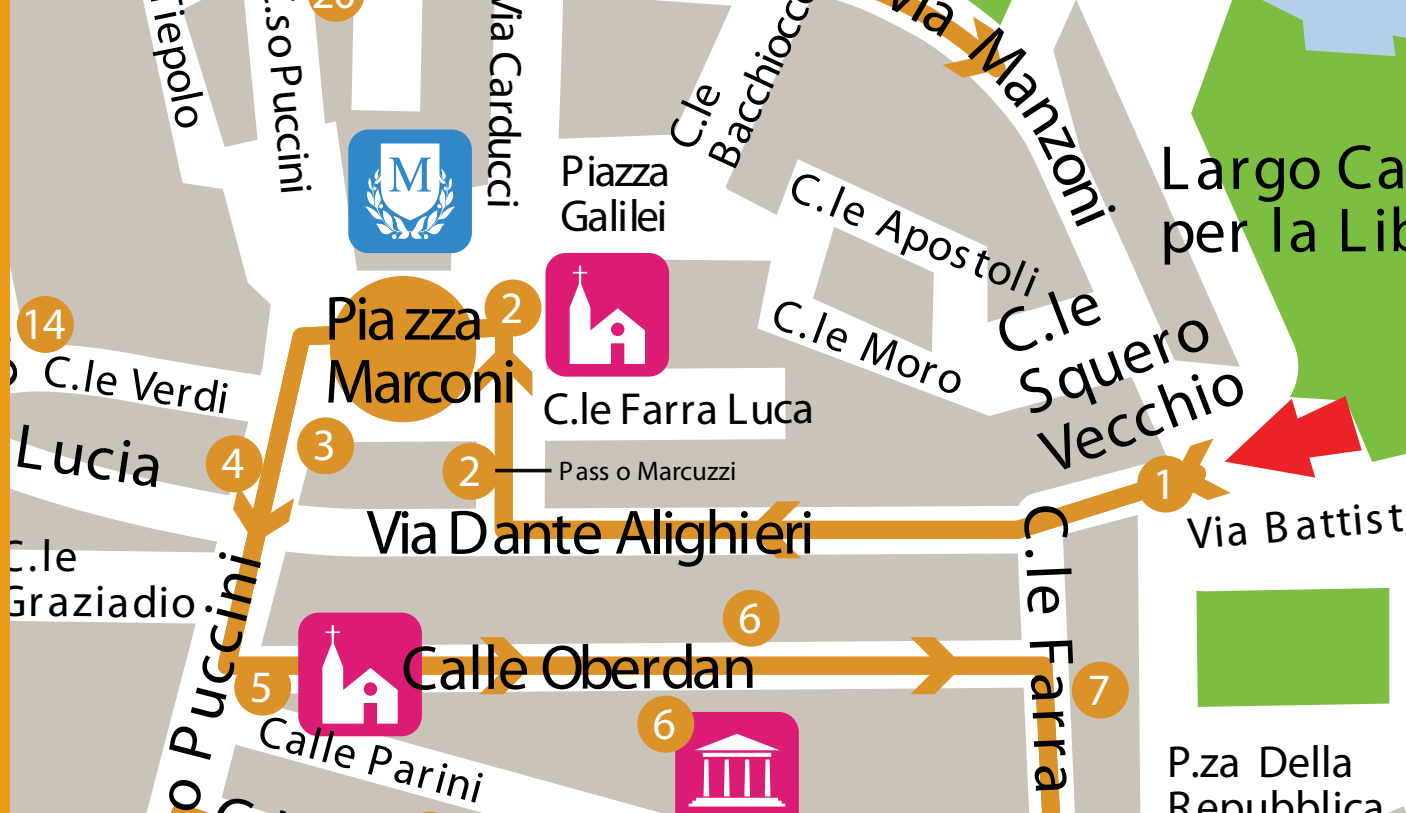 20
Tiepolo
C.so Puccini
Via Carducci
C.le
Bacchiocco
Via Manzoni
M
Piazza
Galilei
C.le Apostoli
Largo Ca
per la Lib
14
Piazza
Marconi
2
C.le Moro
C.le
Squero
Vecchio
C.le Verdi
C.le Farra Luca
Lucia
4
3
2
Passo Marcuzzi
1
Via Dante Alighieri
Via Battist
C.le
Graziadio
o Puccini
C.le Farra
6
Calle Oberdan
5
7
6
Calle Parini
P.za Della
Repubblica